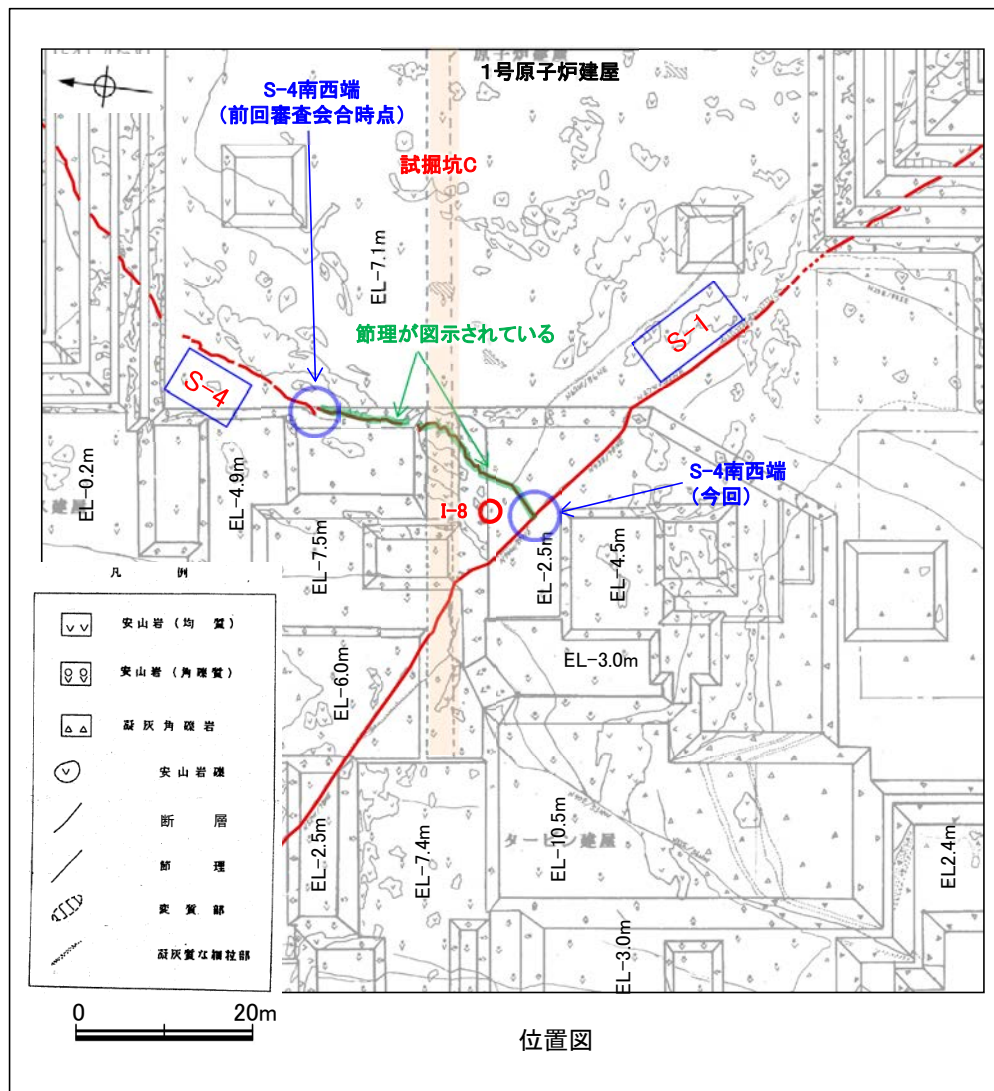 原子炉建屋
1号原子炉建屋
S-4南西端
(前回審査会合時点)
試掘坑C
EL-7.1m
節理が図示されている
S-1
S-4
S-4南西端
(今回)
I-8
EL-0.2m
EL-4.9m
EL-7.5m
EL-2.5m
EL-4.5m
EL-3.0m
EL-6.0m
EL-2.5m
EL-7.4m
タービン建屋
EL-10.5m
EL-3.0m
EL2.4m
凡 例
安山岩(均 質)
安山岩(角礫質)
凝灰角礫岩
安山岩礫
断 層
節 理
変 質 部
凝灰質な細粒部
0 20m
位置図